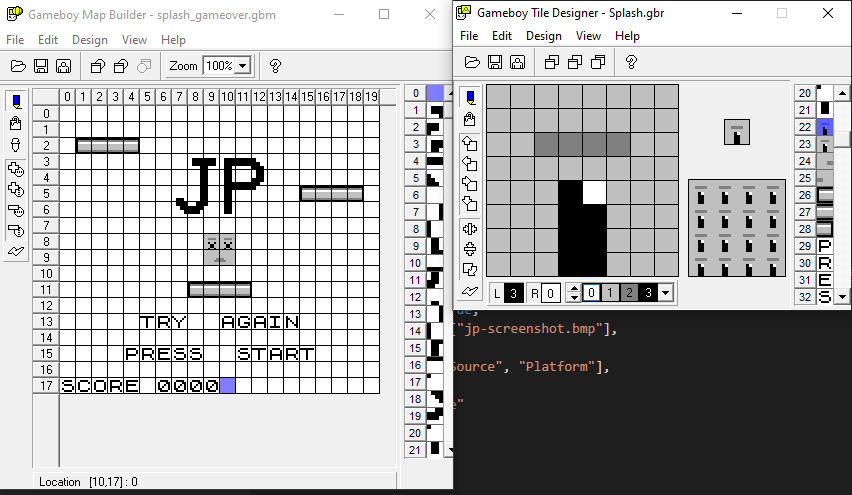 Gameboy Map Builder - splash_gameover.gbm
File Edit Design View Help
Zoom 100%
0 1 2 3 4 5 6 7 8 9 10 11 12 13 14 15 16 17 18 19
0
1
2
3
4
5
6
7
8
9
10
11
12
13
14
15
16
17
JP
TRY AGAIN
PRESS START
SCORE 0000
Location [10,17] : 0
0
1
2
3
4
5
6
7
8
9
10
11
12
13
14
15
16
17
18
19
20
21
Gameboy Tile Designer - Splash.gbr
File Edit Design View Help
L 3 R 0 0 1 2 3
20
21
22
23
24
25
26
27
28
29 P
30 R
31 E
32 S
["jp-screenshot.bmp"],
Source", "Platform"],
e"